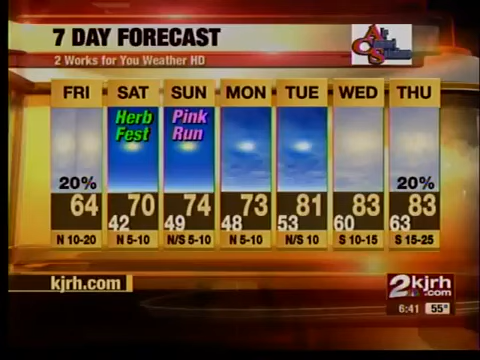 7 DAY FORECAST
2 Works for You Weather HD
ACS
Air
FRI SAT SUN MON TUE WED THU
Herb Fest
Pink Run
20% 20%
64 70 74 73 81 83 83
42 49 48 53 60 63
N 10-20 N 5-10 N/S 5-10 N 5-10 N/S 10 S 10-15 S 15-25
kjrh.com
2kjrh
.com
6:41 55°